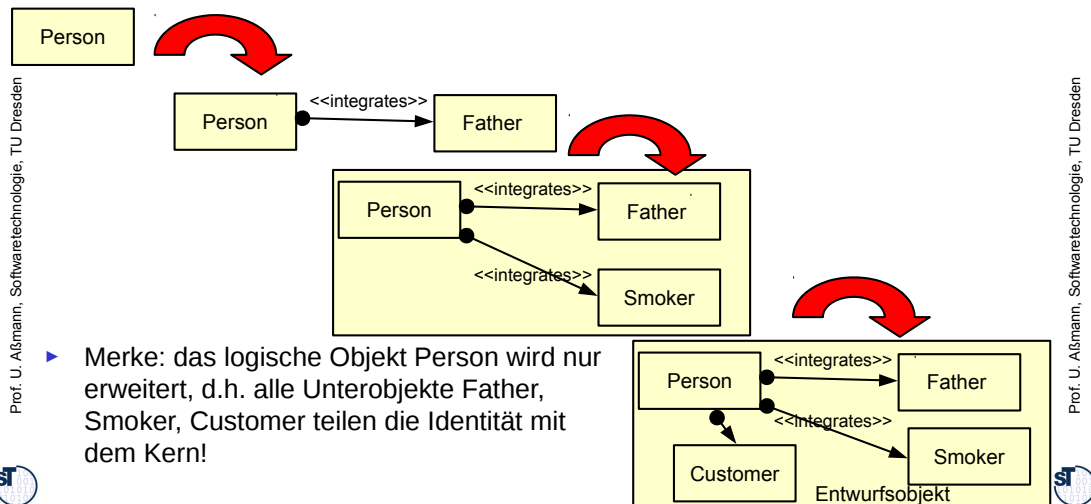 Person
Person
<<integrates>>
Father
Person
<<integrates>>
Father
<<integrates>>
Smoker
► Merke: das logische Objekt Person wird nur
erweitert, d.h. alle Unterobjekte Father,
Smoker, Customer teilen die Identität mit
dem Kern!
Person
<<integrates>>
Father
<<integrates>>
Smoker
Customer
Entwurfsobjekt
Prof. U. Aßmann, Softwaretechnologie, TU Dresden
Prof. U. Aßmann, Softwaretechnologie, TU Dresden
ST
ST